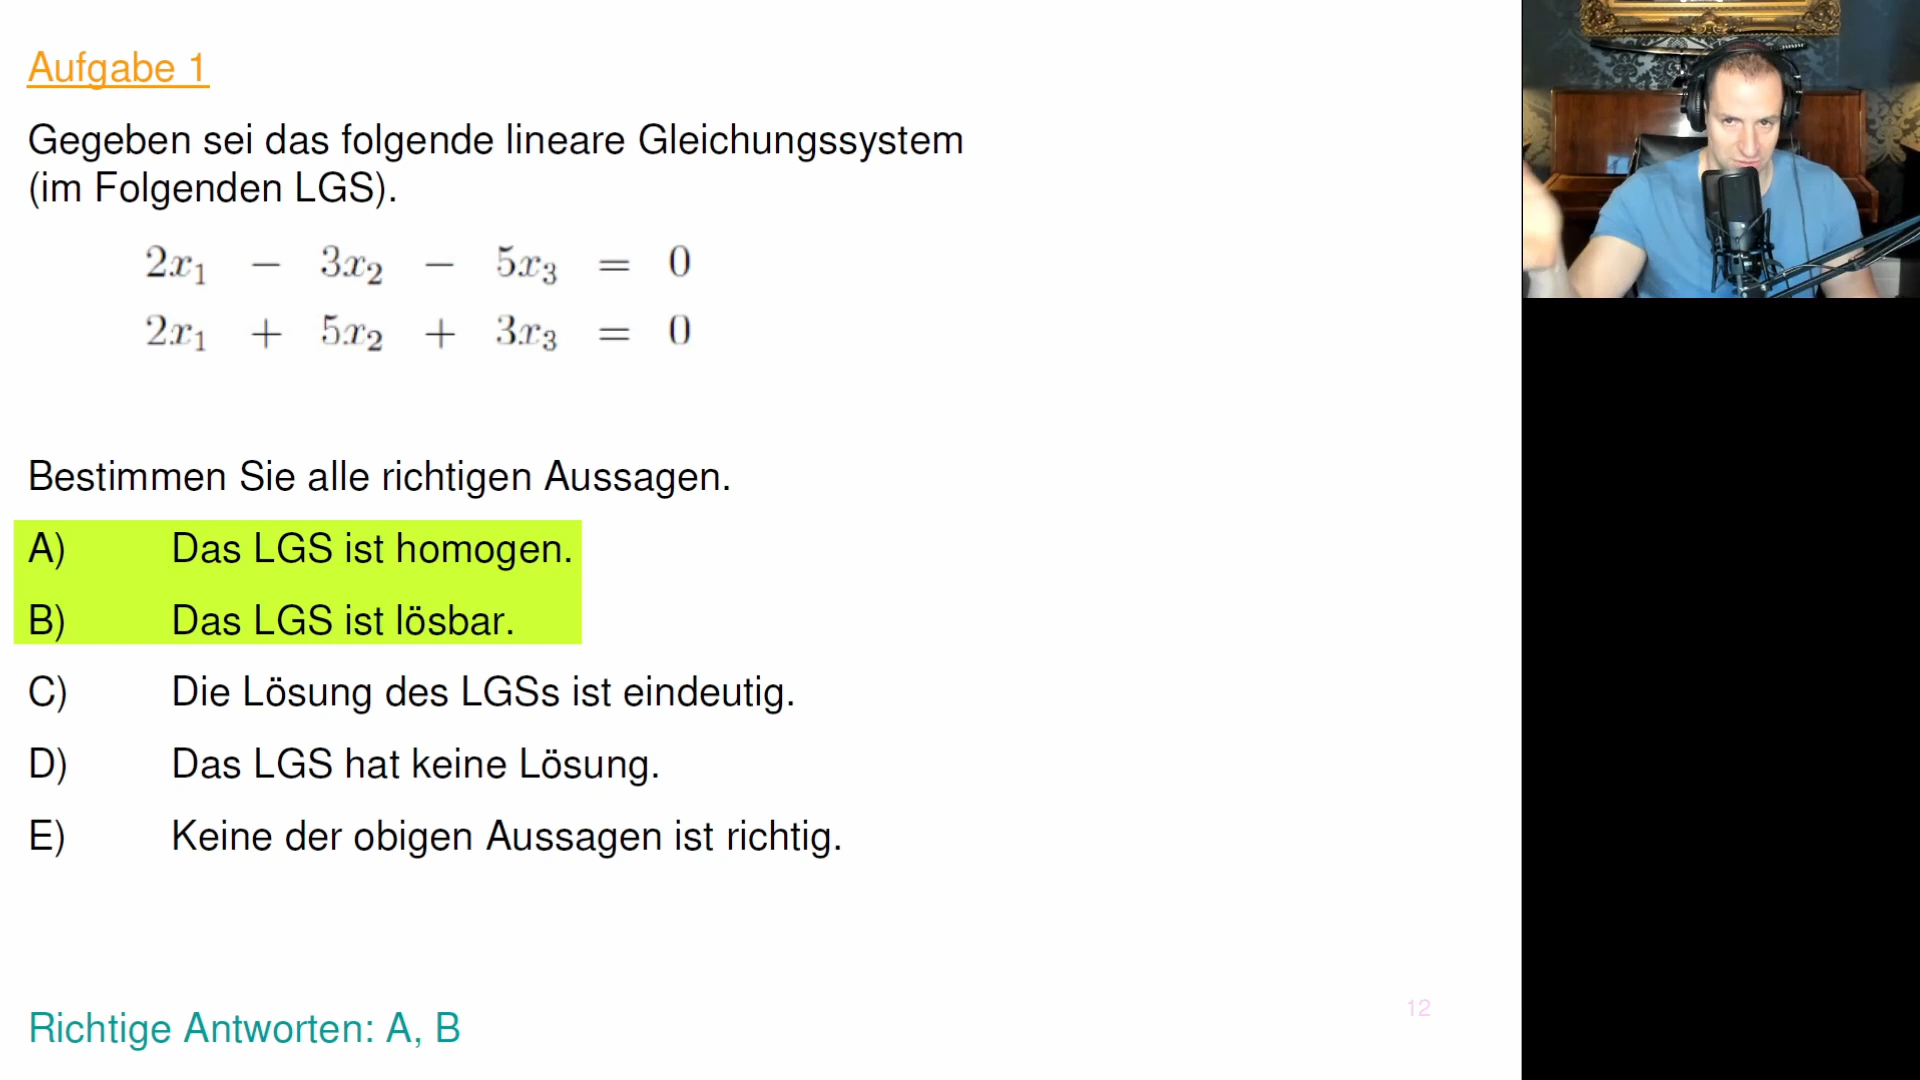 Aufgabe 1
Gegeben sei das folgende lineare Gleichungssystem
(im Folgenden LGS).
2x₁ − 3x₂ − 5x₃ = 0
2x₁ + 5x₂ + 3x₃ = 0
Bestimmen Sie alle richtigen Aussagen.
A) Das LGS ist homogen.
B) Das LGS ist lösbar.
C) Die Lösung des LGSs ist eindeutig.
D) Das LGS hat keine Lösung.
E) Keine der obigen Aussagen ist richtig.
12
Richtige Antworten: A, B